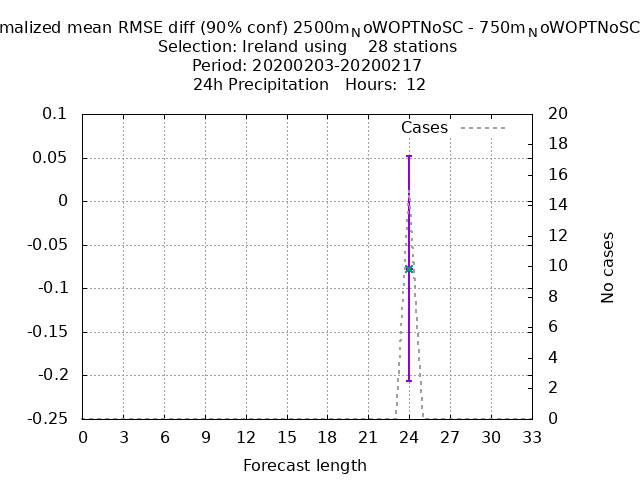 malized mean RMSE diff (90% conf) 2500mNoWOPTNoSC - 750mNoWOPTNoSC
Selection: Ireland using    28 stations
Period: 20200203-20200217
24h Precipitation   Hours:  12
Cases
0.1
0.05
0
-0.05
-0.1
-0.15
-0.2
-0.25
20
18
16
14
12
10
8
6
4
2
0
No cases
0 3 6 9 12 15 18 21 24 27 30 33
Forecast length